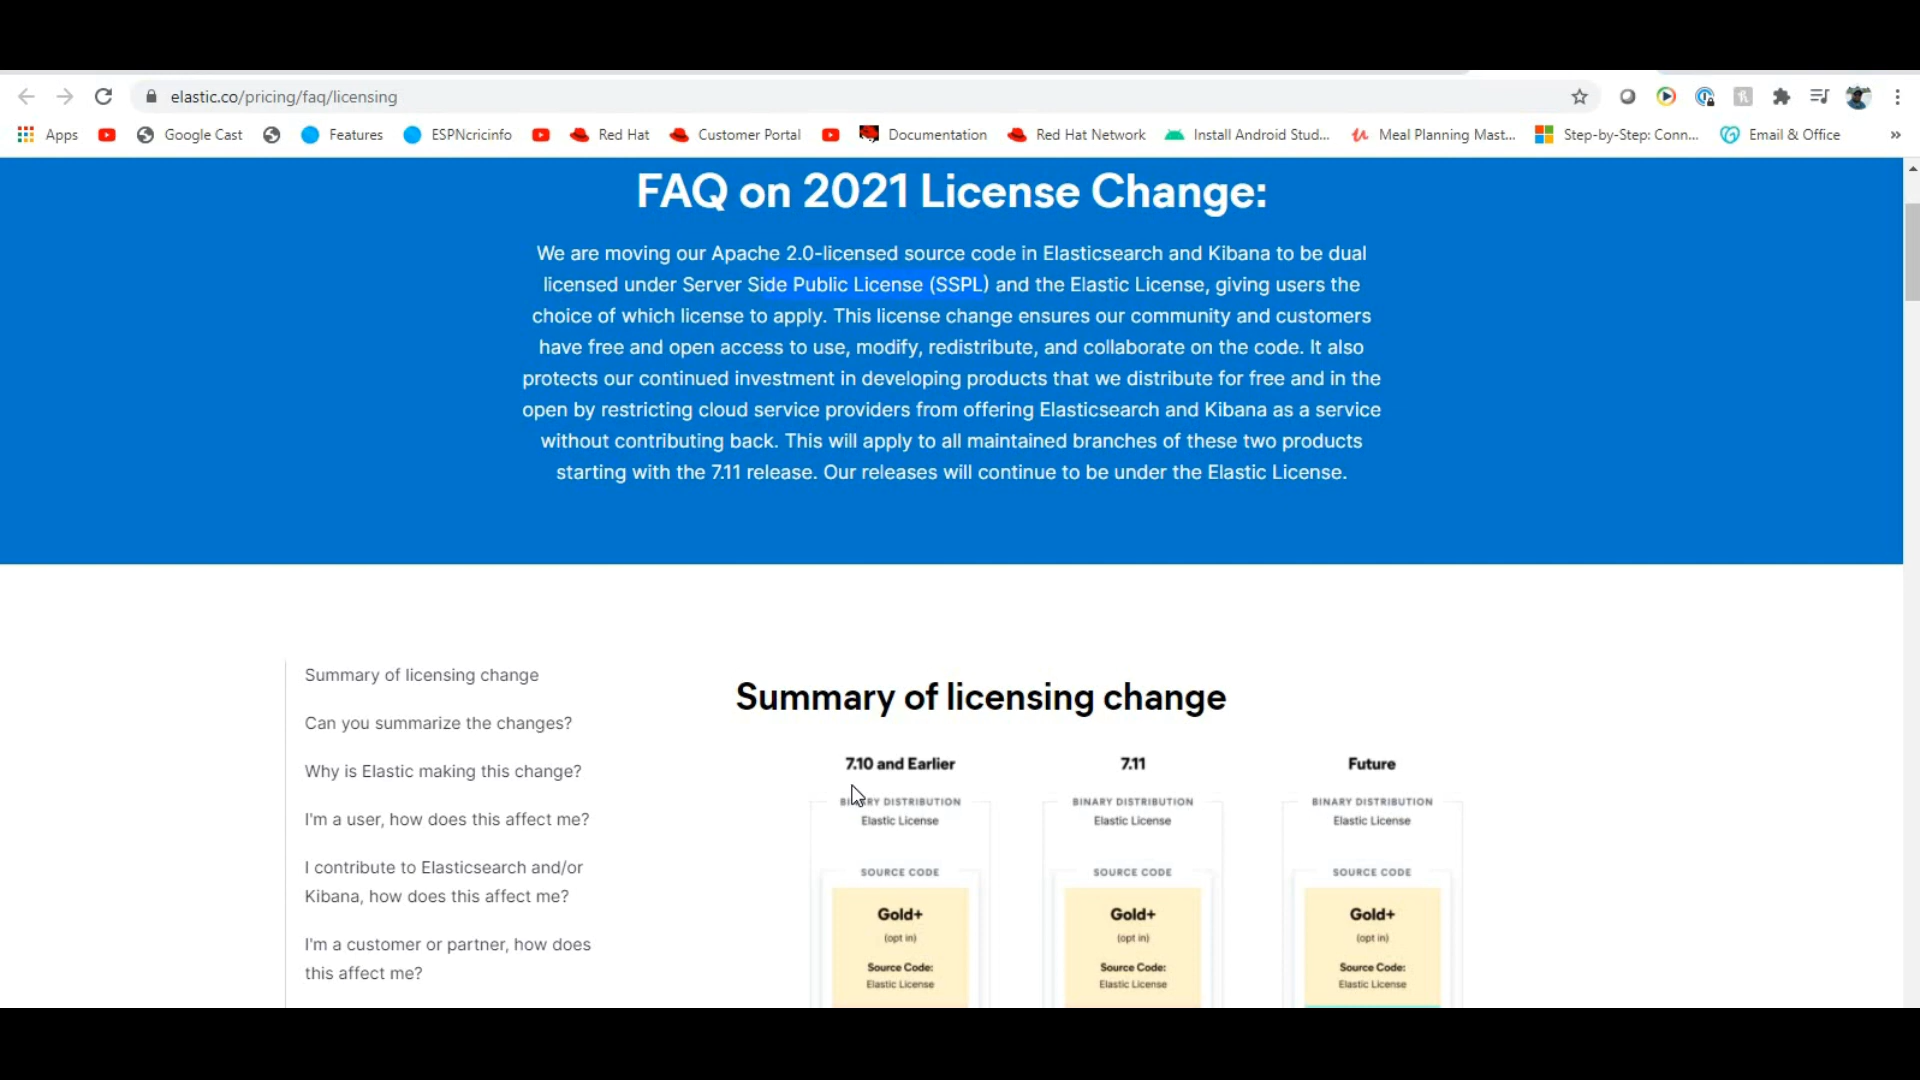 elastic.co/pricing/faq/licensing
Apps Google Cast Features ESPNcricinfo Red Hat Customer Portal Documentation Red Hat Network Install Android Stud... Meal Planning Mast... Step-by-Step: Conn... Email & Office »
FAQ on 2021 License Change:
We are moving our Apache 2.0-licensed source code in Elasticsearch and Kibana to be dual
licensed under Server Side Public License (SSPL) and the Elastic License, giving users the
choice of which license to apply. This license change ensures our community and customers
have free and open access to use, modify, redistribute, and collaborate on the code. It also
protects our continued investment in developing products that we distribute for free and in the
open by restricting cloud service providers from offering Elasticsearch and Kibana as a service
without contributing back. This will apply to all maintained branches of these two products
starting with the 7.11 release. Our releases will continue to be under the Elastic License.
Summary of licensing change
Can you summarize the changes?
Why is Elastic making this change?
I'm a user, how does this affect me?
I contribute to Elasticsearch and/or
Kibana, how does this affect me?
I'm a customer or partner, how does
this affect me?
Summary of licensing change
7.10 and Earlier
BINARY DISTRIBUTION
Elastic License
SOURCE CODE
Gold+
(opt in)
Source Code:
Elastic License
7.11
BINARY DISTRIBUTION
Elastic License
SOURCE CODE
Gold+
(opt in)
Source Code:
Elastic License
Future
BINARY DISTRIBUTION
Elastic License
SOURCE CODE
Gold+
(opt in)
Source Code:
Elastic License